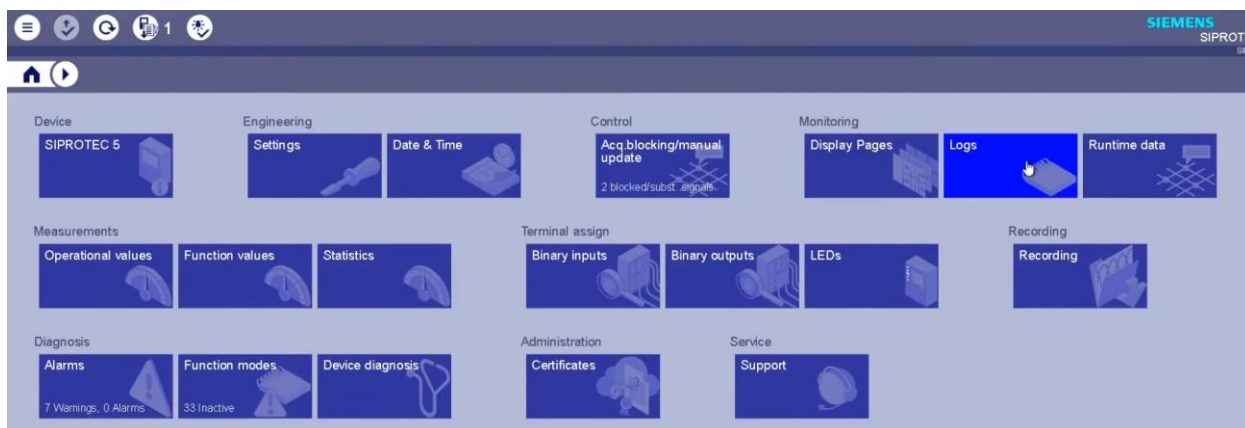 1
SIEMENS
SIPROT
Device
Engineering
Control
Monitoring
SIPROTEC 5
Settings
Date & Time
Acq.blocking/manual
update
2 blocked/subst. signals
Display Pages
Logs
Runtime data
Measurements
Terminal assign
Recording
Operational values
Function values
Statistics
Binary inputs
Binary outputs
LEDs
Recording
Diagnosis
Administration
Service
Alarms
7 Warnings, 0 Alarms
Function modes
33 Inactive
Device diagnosis
Certificates
Support